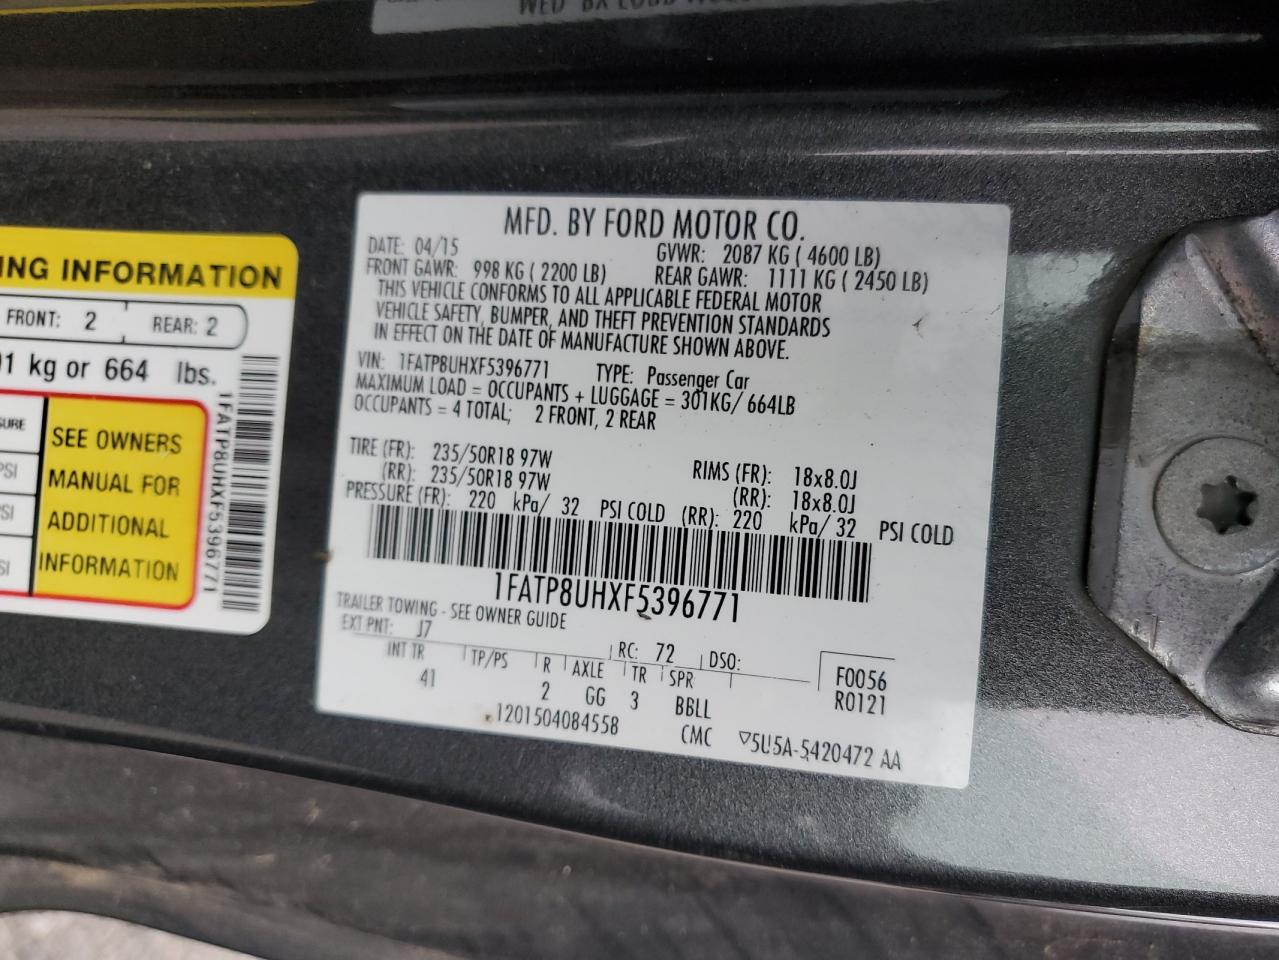 MFD. BY FORD MOTOR CO.
DATE: 04/15 GVWR: 2087 KG ( 4600 LB)
FRONT GAWR: 998 KG ( 2200 LB) REAR GAWR: 1111 KG ( 2450 LB)
THIS VEHICLE CONFORMS TO ALL APPLICABLE FEDERAL MOTOR
VEHICLE SAFETY, BUMPER, AND THEFT PREVENTION STANDARDS
IN EFFECT ON THE DATE OF MANUFACTURE SHOWN ABOVE.
VIN: 1FATP8UHXF5396771 TYPE: Passenger Car
MAXIMUM LOAD = OCCUPANTS + LUGGAGE = 301KG/ 664LB
OCCUPANTS = 4 TOTAL; 2 FRONT, 2 REAR
TIRE (FR): 235/50R18 97W RIMS (FR): 18x8.0J
(RR): 235/50R18 97W (RR): 18x8.0J
PRESSURE (FR): 220 kPa/ 32 PSI COLD (RR): 220 kPa/ 32 PSI COLD
1FATP8UHXF5396771
TRAILER TOWING - SEE OWNER GUIDE
EXT PNT: J7 RC: 72 DSO:
INT TR TP/PS R AXLE TR SPR
41 2 GG 3 BBLL
F0056
R0121
1201504084558 CMC ▽5U5A-5420472 AA
INFORMATION
FRONT: 2 REAR: 2
kg or 664 lbs.
SEE OWNERS
MANUAL FOR
ADDITIONAL
INFORMATION
1FATP8UHXF5396771